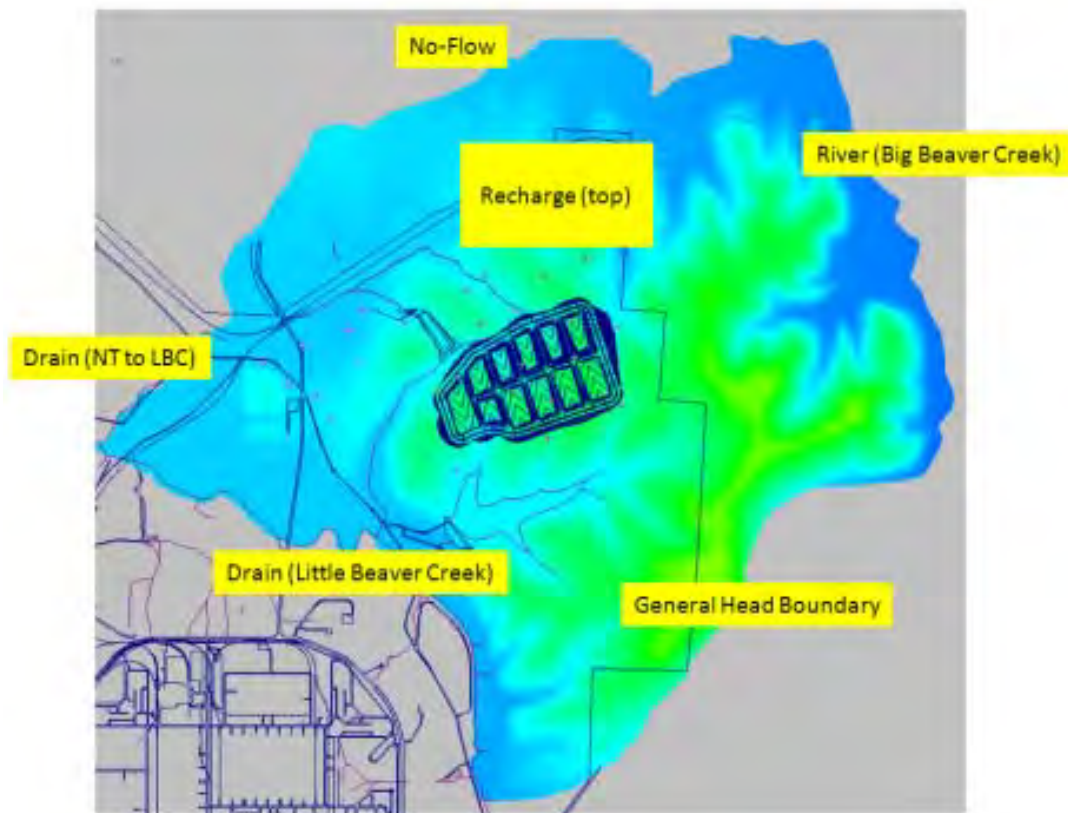 No-Flow
River (Big Beaver Creek)
Recharge (top)
Drain (NT to LBC)
Drain (Little Beaver Creek)
General Head Boundary